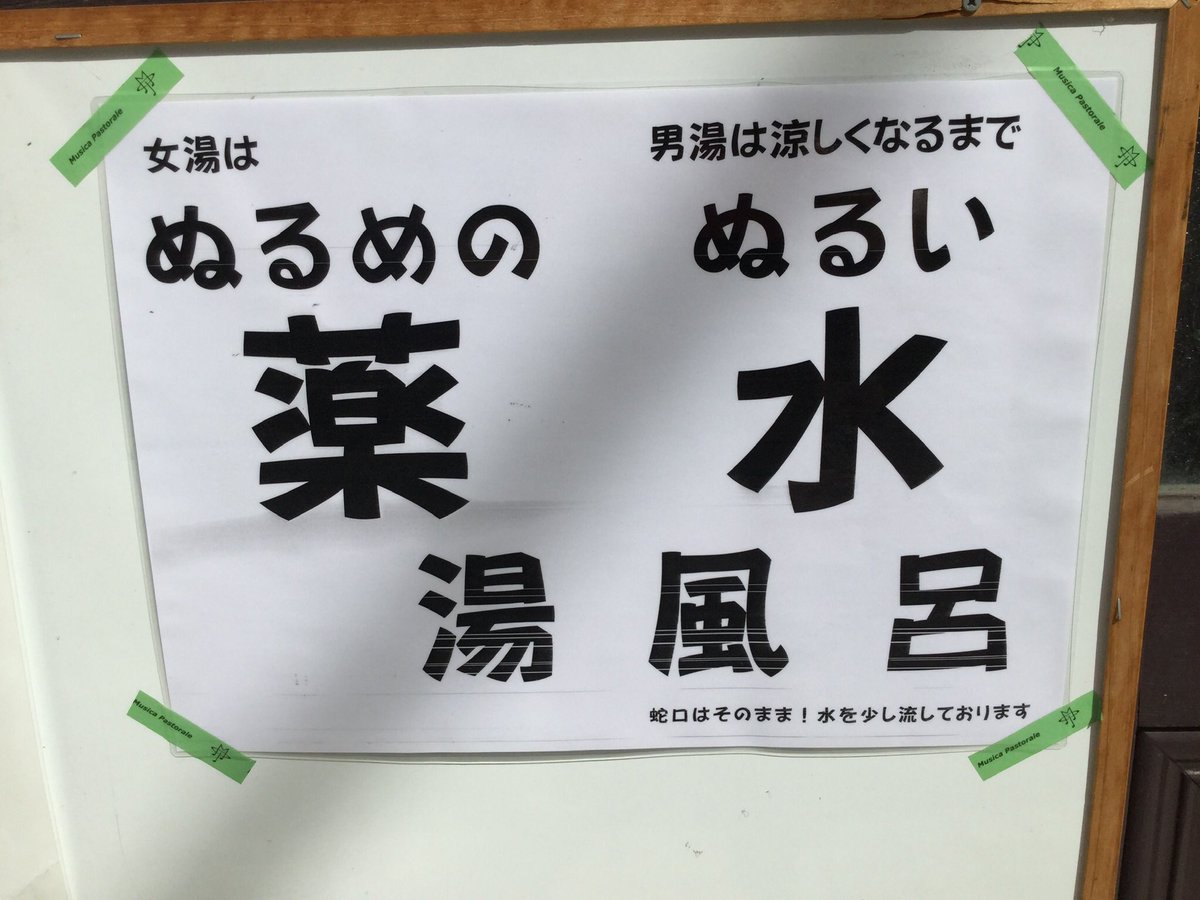 女湯は
ぬるめの
薬
湯
男湯は涼しくなるまで
ぬるい
水
風呂
蛇口はそのまま！水を少し流しております
Musica Pastorale
Musica Pastorale
Musica Pastorale
Musica Pastorale